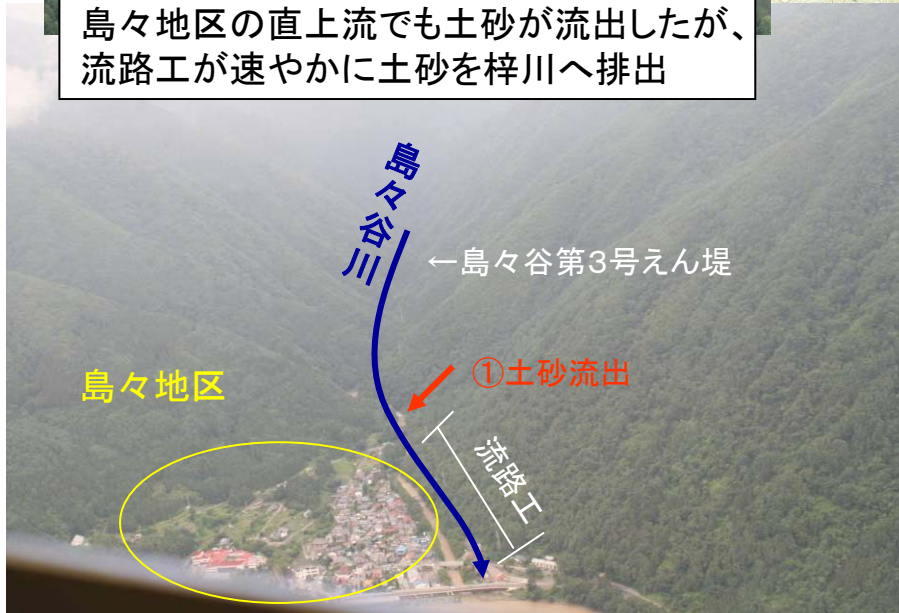 島々地区の直上流でも土砂が流出したが、
流路工が速やかに土砂を梓川へ排出
島々谷川
←島々谷第3号えん堤
①土砂流出
島々地区
流路工